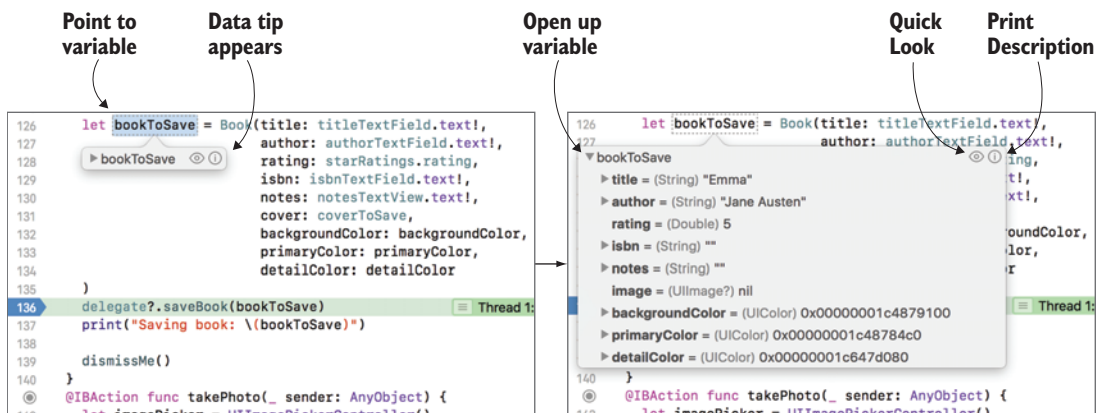 Point to
variable
Data tip
appears
Open up
variable
Quick
Look
Print
Description
126 let bookToSave = Book(title: titleTextField.text!,
127 author: authorTextField.text!,
bookToSave
128 rating: starRatings.rating,
129 isbn: isbnTextField.text!,
130 notes: notesTextView.text!,
131 cover: coverToSave,
132 backgroundColor: backgroundColor,
133 primaryColor: primaryColor,
134 detailColor: detailColor
135 )
136 delegate?.saveBook(bookToSave) Thread 1:
137 print("Saving book: \(bookToSave)")
138
139 dismissMe()
140 }
@IBAction func takePhoto(_ sender: AnyObject) {
126 let bookToSave = Book(title: titleTextField.text!,
127 author: authorTextField.text!,
bookToSave
title = (String) "Emma"
author = (String) "Jane Austen"
rating = (Double) 5
isbn = (String) ""
notes = (String) ""
image = (UIImage?) nil
backgroundColor = (UIColor) 0x00000001c4879100
primaryColor = (UIColor) 0x00000001c48784c0
detailColor = (UIColor) 0x00000001c647d080
Thread 1:
140 }
@IBAction func takePhoto(_ sender: AnyObject) {